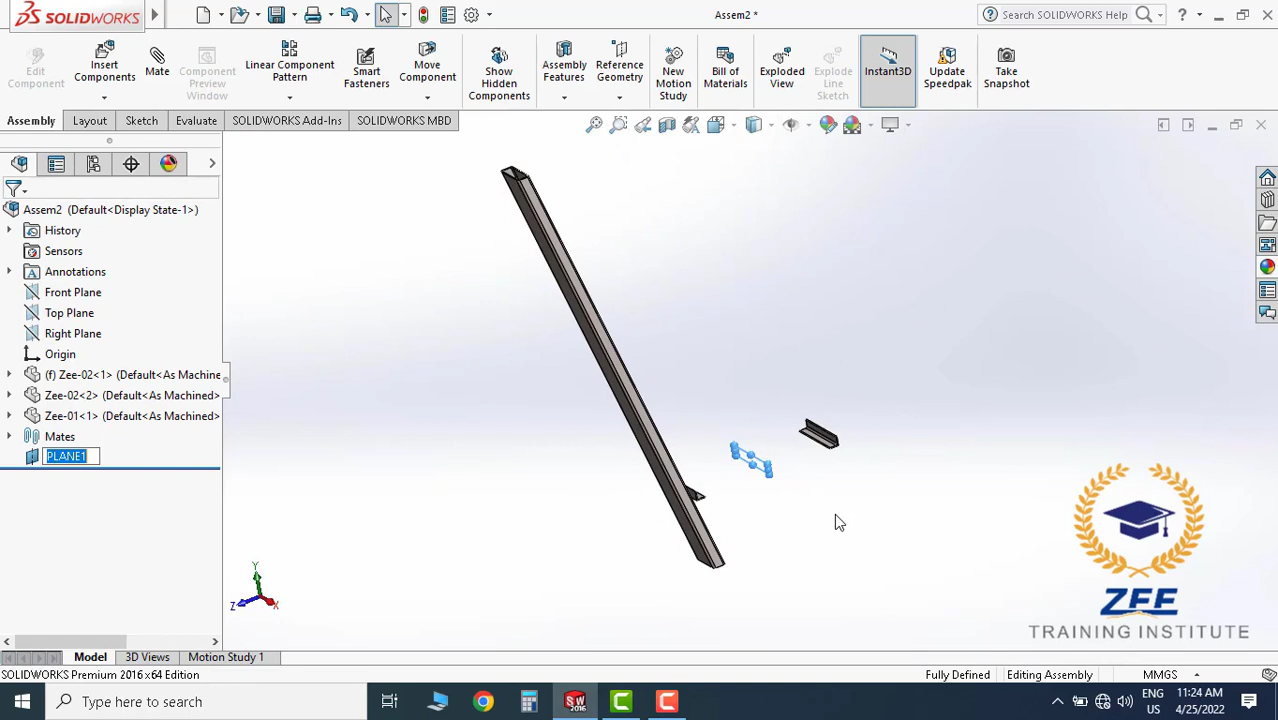 SOLIDWORKS
Assem2 *
Search SOLIDWORKS Help
Edit Component
Insert Components
Mate
Component Preview Window
Linear Component Pattern
Smart Fasteners
Move Component
Show Hidden Components
Assembly Features
Reference Geometry
New Motion Study
Bill of Materials
Exploded View
Explode Line Sketch
Instant3D
Update Speedpak
Take Snapshot
Assembly Layout Sketch Evaluate SOLIDWORKS Add-Ins SOLIDWORKS MBD
Assem2 (Default<Display State-1>)
History
Sensors
Annotations
Front Plane
Top Plane
Right Plane
Origin
(f) Zee-02<1> (Default<As Machine
Zee-02<2> (Default<As Machined>
Zee-01<1> (Default<As Machined>
Mates
PLANE1
Y
Z
X
ZEE
TRAINING INSTITUTE
Model 3D Views Motion Study 1
SOLIDWORKS Premium 2016 x64 Edition Fully Defined Editing Assembly MMGS
Type here to search
SW
2016
ENG
US
11:24 AM
4/25/2022